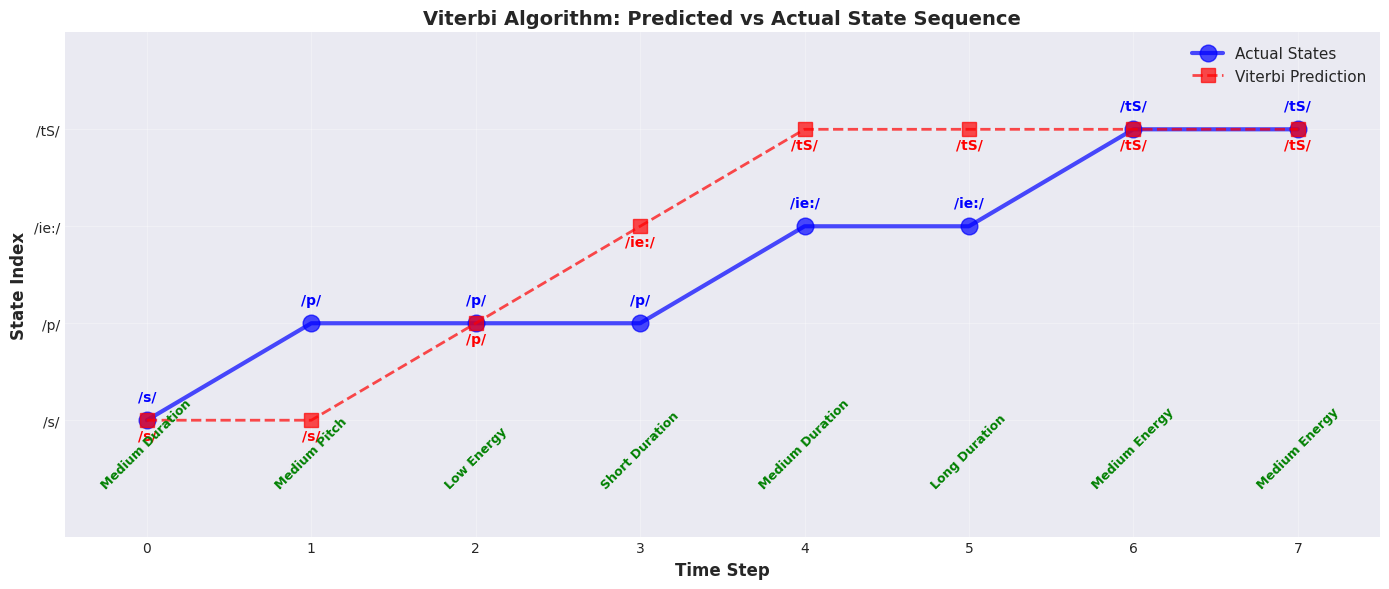 Viterbi Algorithm: Predicted vs Actual State Sequence
Actual States
Viterbi Prediction
State Index
/tS/
/ie:/
/p/
/s/
/s/ /p/ /p/ /p/ /ie:/ /ie:/ /tS/ /tS/
/s/ /s/ /p/ /ie:/ /tS/ /tS/ /tS/ /tS/
Medium Duration
Medium Pitch
Low Energy
Short Duration
Medium Duration
Long Duration
Medium Energy
Medium Energy
0 1 2 3 4 5 6 7
Time Step